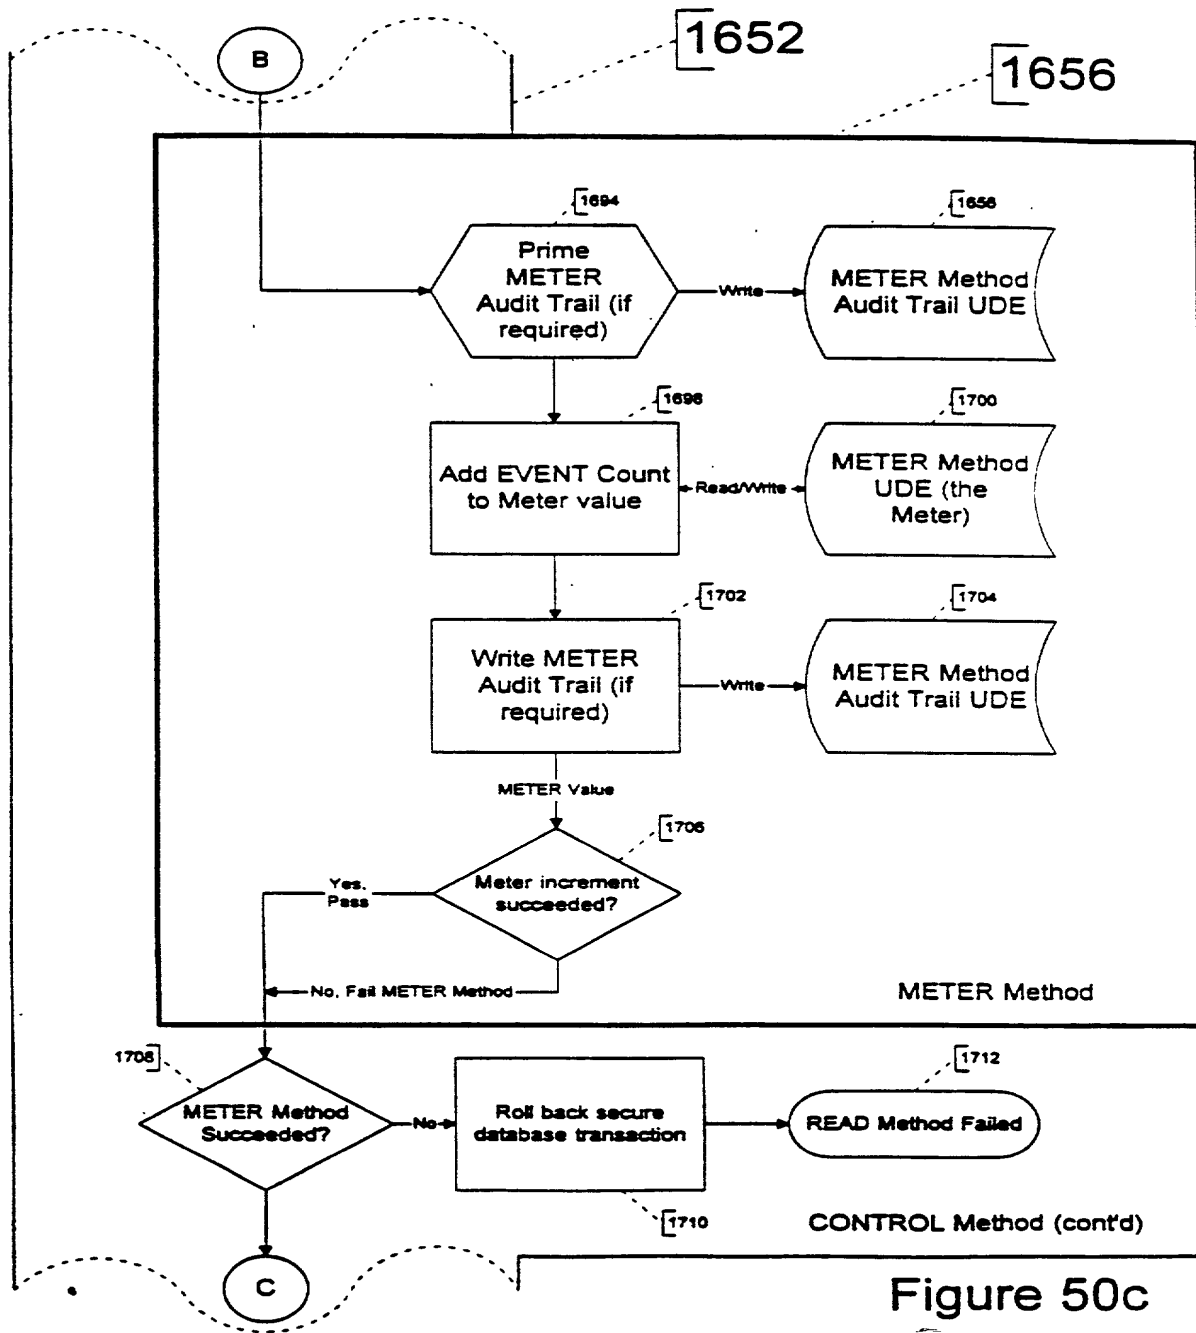 1652
B
1656
1694
1656
Prime
METER
Audit Trail (if
required)
Write
METER Method
Audit Trail UDE
1698
1700
Add EVENT Count
to Meter value
Read/Write
METER Method
UDE (the
Meter)
1702
1704
Write METER
Audit Trail (if
required)
Write
METER Method
Audit Trail UDE
METER Value
1706
Yes,
Pass
Meter increment
succeeded?
No, Fail METER Method
METER Method
1708
1712
METER Method
Succeeded?
No
Roll back secure
database transaction
READ Method Failed
1710
CONTROL Method (cont'd)
C
Figure 50c